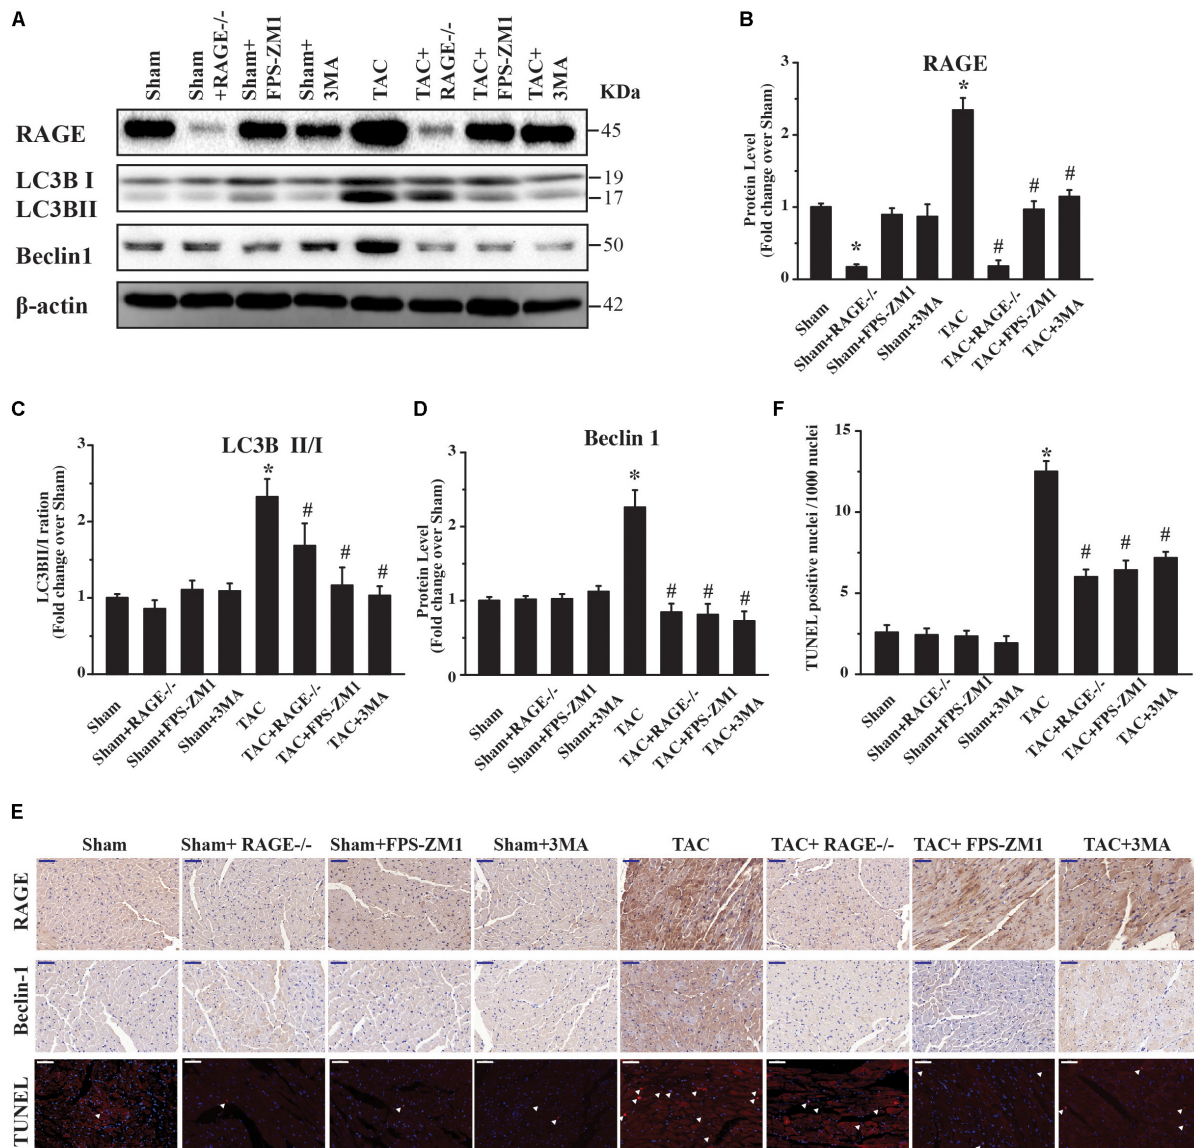 A
Sham
Sham +RAGE-/-
Sham+ FPS-ZM1
Sham+ 3MA
TAC
TAC+ RAGE-/-
TAC+ FPS-ZM1
TAC+ 3MA
KDa
RAGE
45
LC3B I
19
LC3BII
17
Beclin1
50
β-actin
42
B
RAGE
Protein Level
(Fold change over Sham)
3
2
1
0
*
*
#
#
#
Sham
Sham+RAGE-/-
Sham+FPS-ZM1
Sham+3MA
TAC
TAC+RAGE-/-
TAC+FPS-ZM1
TAC+3MA
C
LC3B II/I
LC3BII/I ration
(Fold change over Sham)
3
2
1
0
*
#
#
#
Sham
Sham+RAGE-/-
Sham+FPS-ZM1
Sham+3MA
TAC
TAC+RAGE-/-
TAC+FPS-ZM1
TAC+3MA
D
Beclin 1
Protein Level
(Fold change over Sham)
3
2
1
0
*
#
#
#
Sham
Sham+RAGE-/-
Sham+FPS-ZM1
Sham+3MA
TAC
TAC+RAGE-/-
TAC+FPS-ZM1
TAC+3MA
F
TUNEL positive nuclei /1000 nuclei
15
10
5
0
*
#
#
#
Sham
Sham+RAGE-/-
Sham+FPS-ZM1
Sham+3MA
TAC
TAC+RAGE-/-
TAC+FPS-ZM1
TAC+3MA
E
Sham
Sham+ RAGE-/-
Sham+FPS-ZM1
Sham+3MA
TAC
TAC+ RAGE-/-
TAC+ FPS-ZM1
TAC+3MA
RAGE
Beclin-1
TUNEL